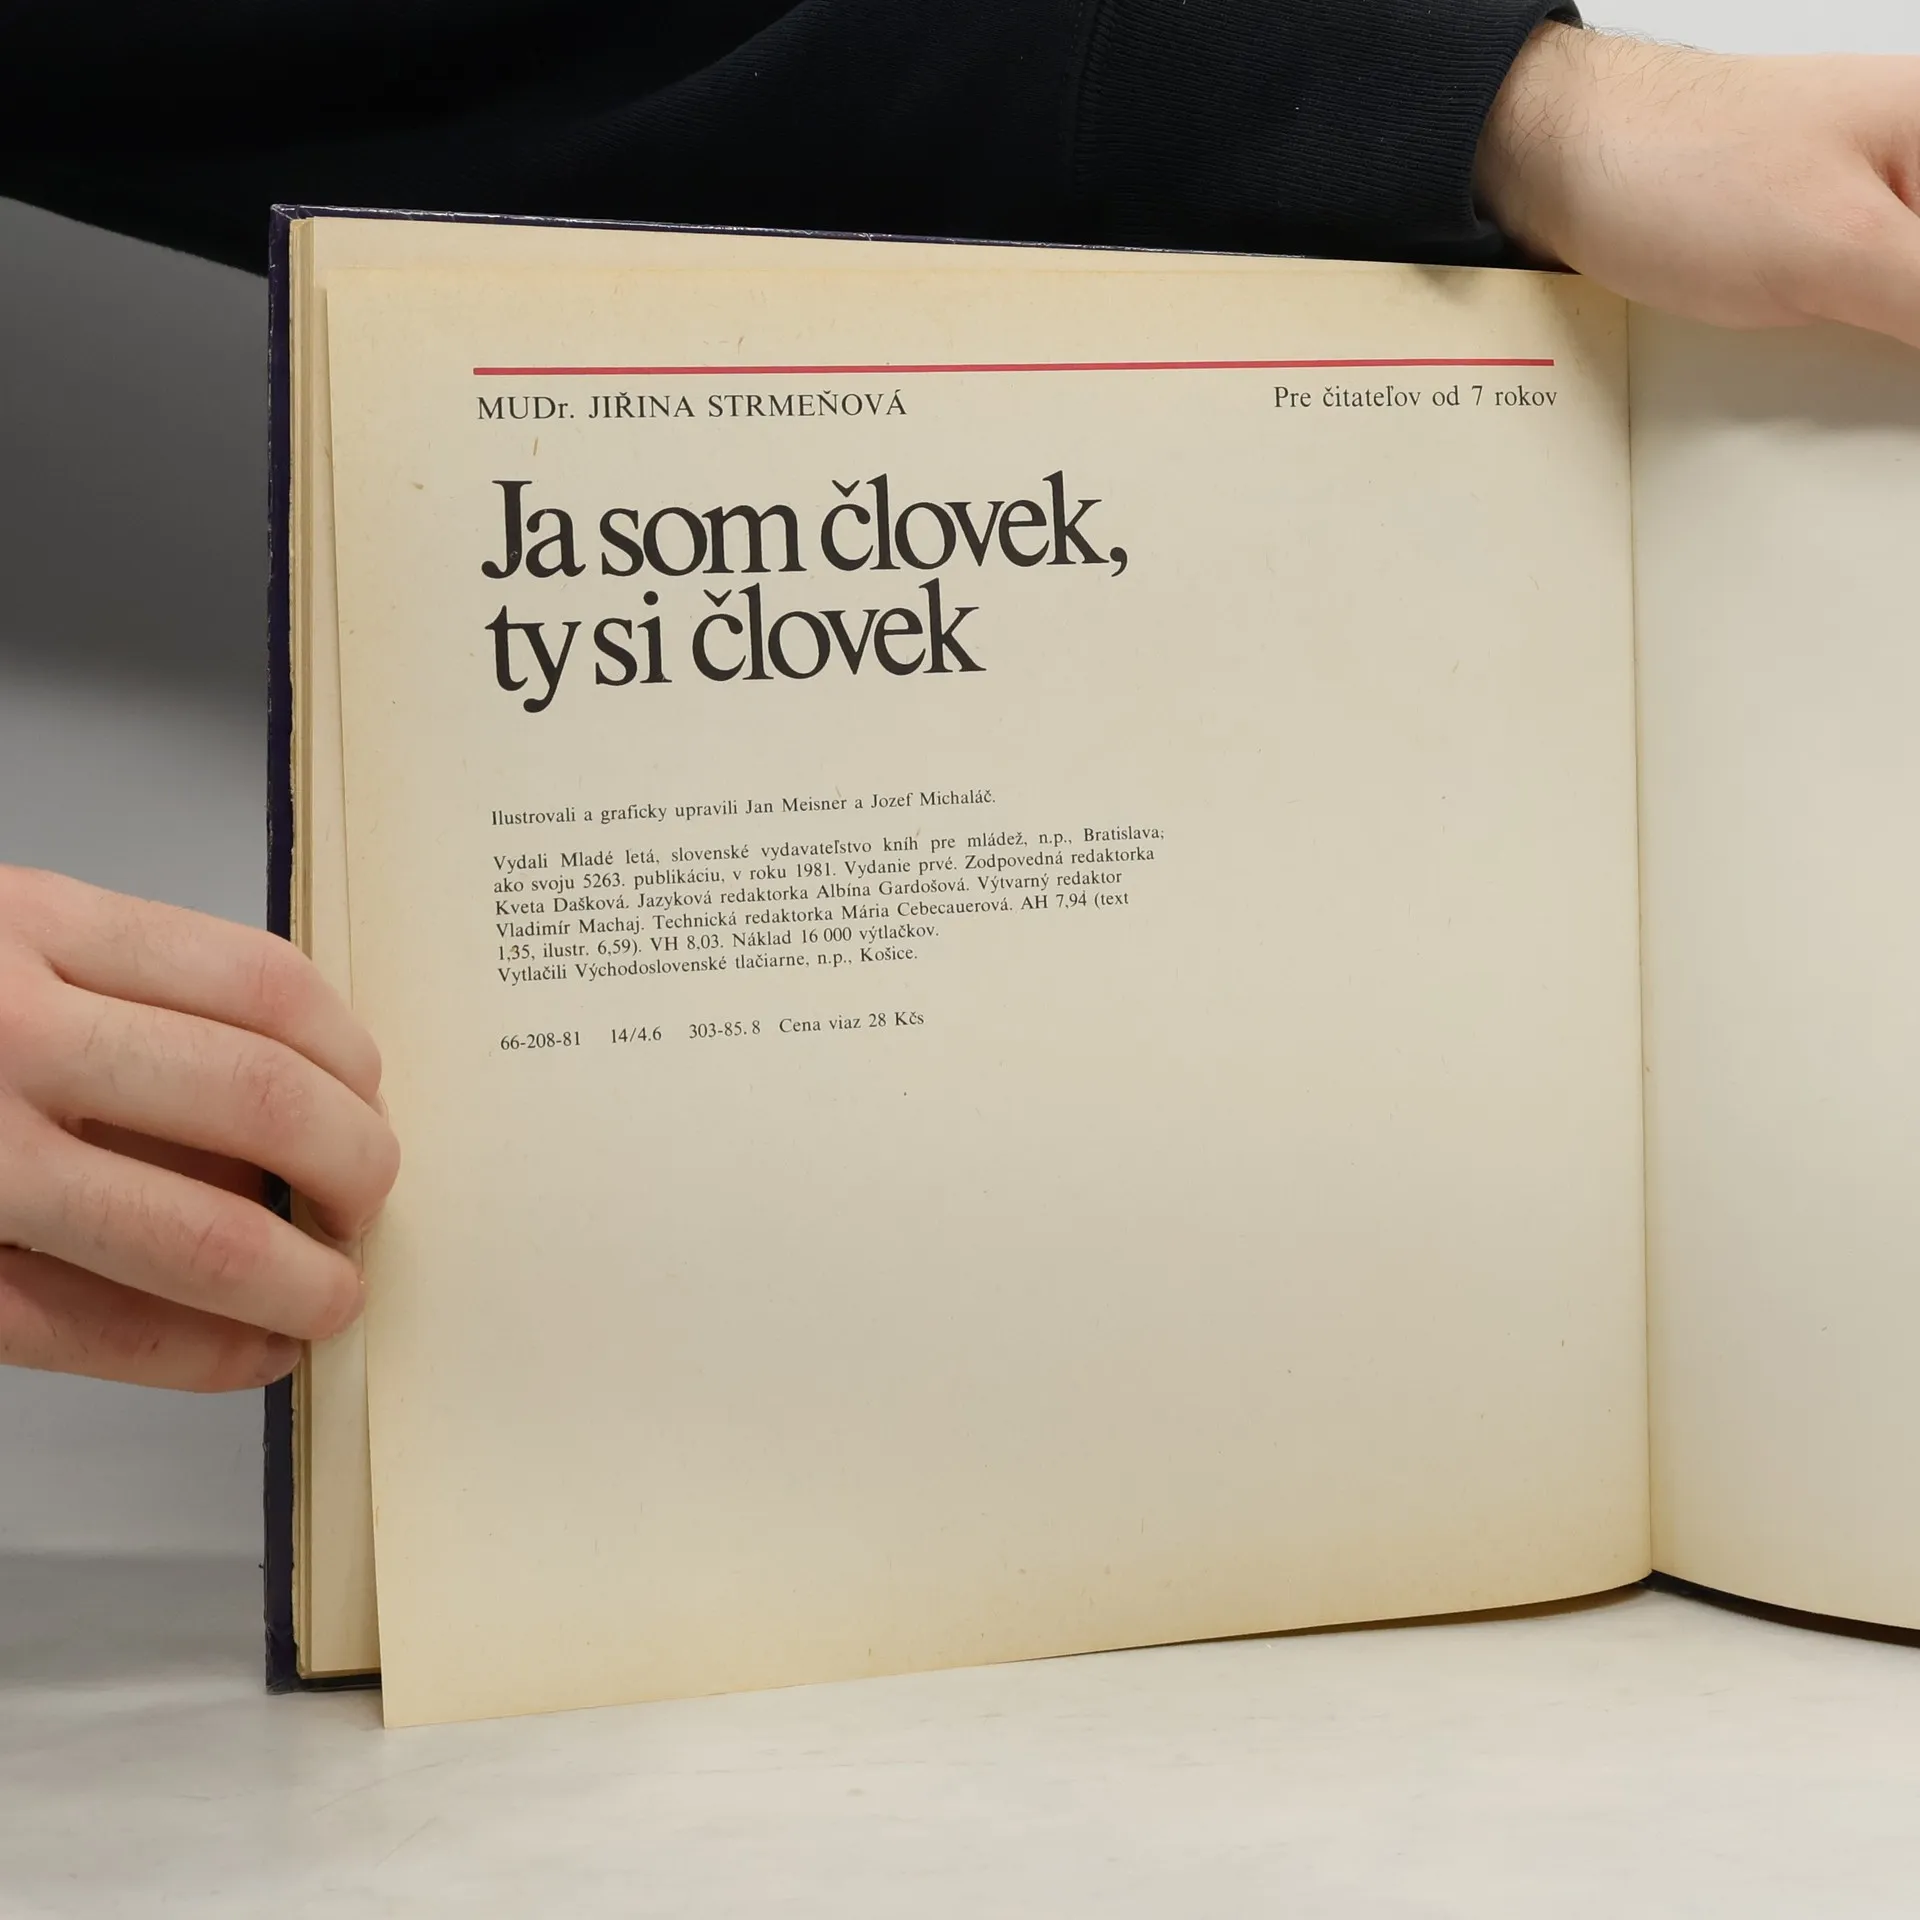 MUDr. JIŘINA STRMEŇOVÁ
Pre čitateľov od 7 rokov
Ja som človek,
ty si človek
Ilustrovali a graficky upravili Jan Meisner a Jozef Michaláč.
Vydali Mladé letá, slovenské vydavateľstvo kníh pre mládež, n.p., Bratislava;
ako svoju 5263. publikáciu, v roku 1981. Vydanie prvé. Zodpovedná redaktorka
Kveta Dašková. Jazyková redaktorka Albína Gardošová. Výtvarný redaktor
Vladimír Machaj. Technická redaktorka Mária Cebecauerová. AH 7,94 (text
1,35, ilustr. 6,59). VH 8,03. Náklad 16 000 výtlačkov.
Vytlačili Východoslovenské tlačiarne, n.p., Košice.
66-208-81 14/4.6 303-85.8 Cena viaz 28 Kčs